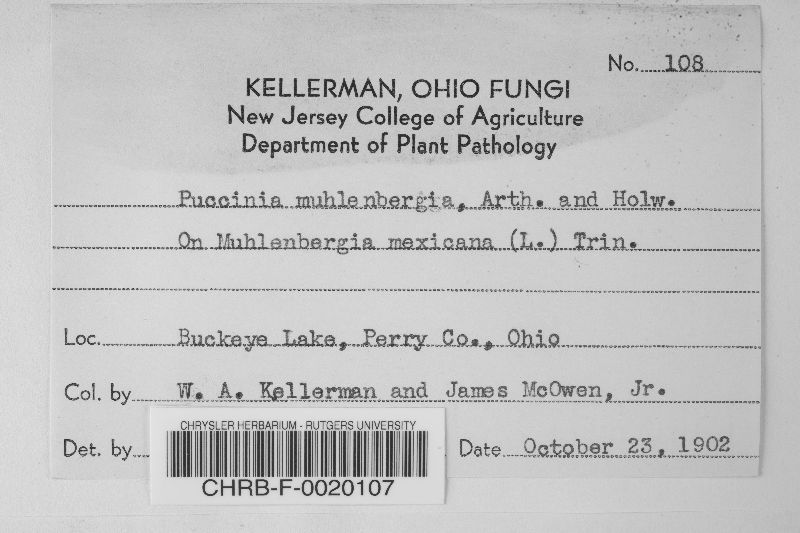 No. 108
KELLERMAN, OHIO FUNGI
New Jersey College of Agriculture
Department of Plant Pathology
Puccinia muhlenbergia, Arth. and Holw.
On Muhlenbergia mexicana (L.) Trin.
Loc. Buckeye Lake, Perry Co., Ohio
Col. by W. A. Kellerman and James McOwen, Jr.
Det. by Date October 23, 1902
CHRYSLER HERBARIUM - RUTGERS UNIVERSITY
CHRB-F-0020107